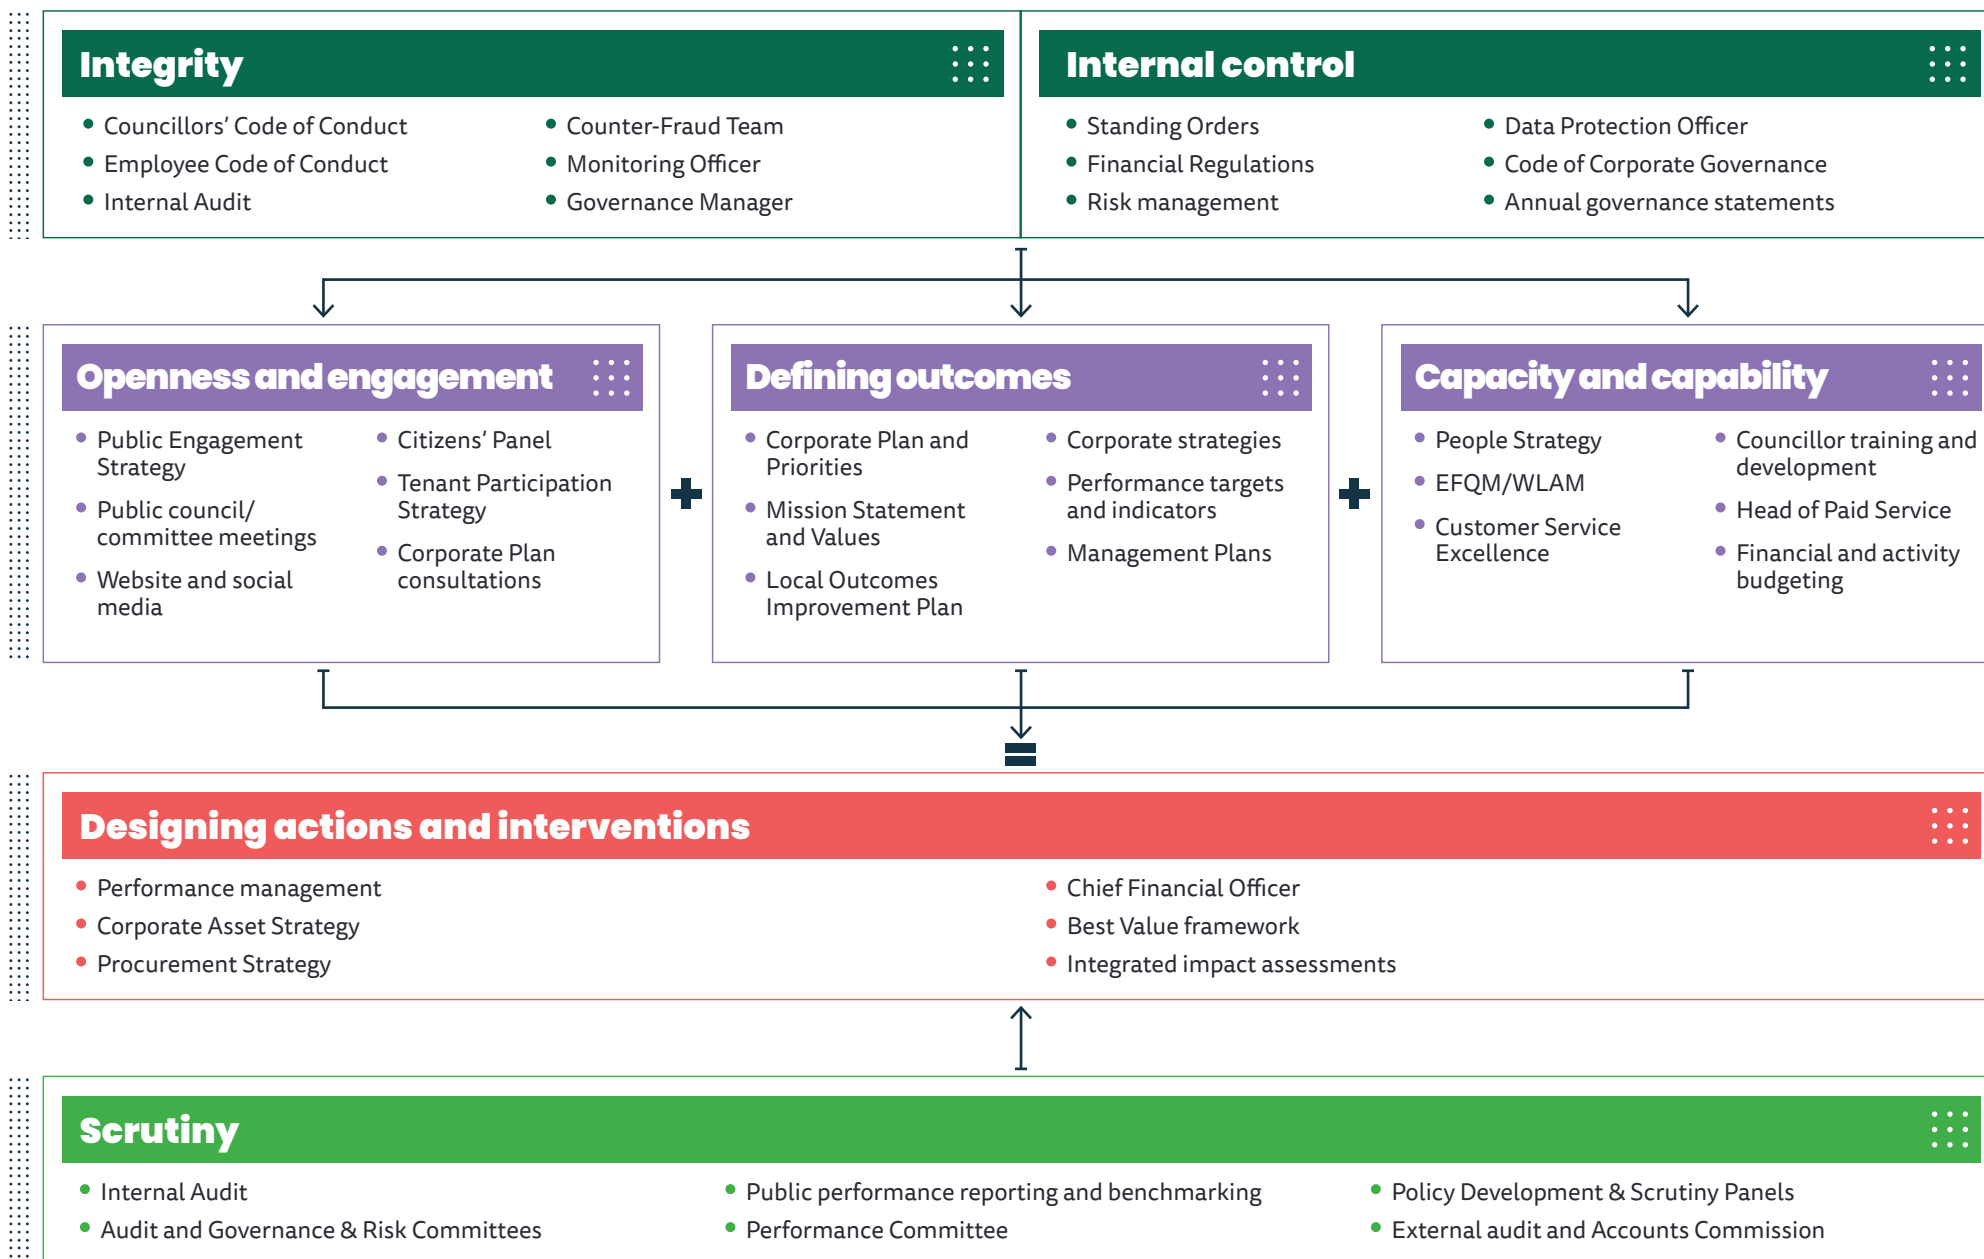 Integrity
• Councillors' Code of Conduct
• Employee Code of Conduct
• Internal Audit
• Counter-Fraud Team
• Monitoring Officer
• Governance Manager
Internal control
• Standing Orders
• Financial Regulations
• Risk management
• Data Protection Officer
• Code of Corporate Governance
• Annual governance statements
Openness and engagement
• Public Engagement
Strategy
• Public council/
committee meetings
• Website and social
media
• Citizens' Panel
• Tenant Participation
Strategy
• Corporate Plan
consultations
+
Defining outcomes
• Corporate Plan and
Priorities
• Mission Statement
and Values
• Local Outcomes
Improvement Plan
• Corporate strategies
• Performance targets
and indicators
• Management Plans
+
Capacity and capability
• People Strategy
• EFQM/WLAM
• Customer Service
Excellence
• Councillor training and
development
• Head of Paid Service
• Financial and activity
budgeting
=
Designing actions and interventions
• Performance management
• Corporate Asset Strategy
• Procurement Strategy
• Chief Financial Officer
• Best Value framework
• Integrated impact assessments
Scrutiny
• Internal Audit
• Audit and Governance & Risk Committees
• Public performance reporting and benchmarking
• Performance Committee
• Policy Development & Scrutiny Panels
• External audit and Accounts Commission